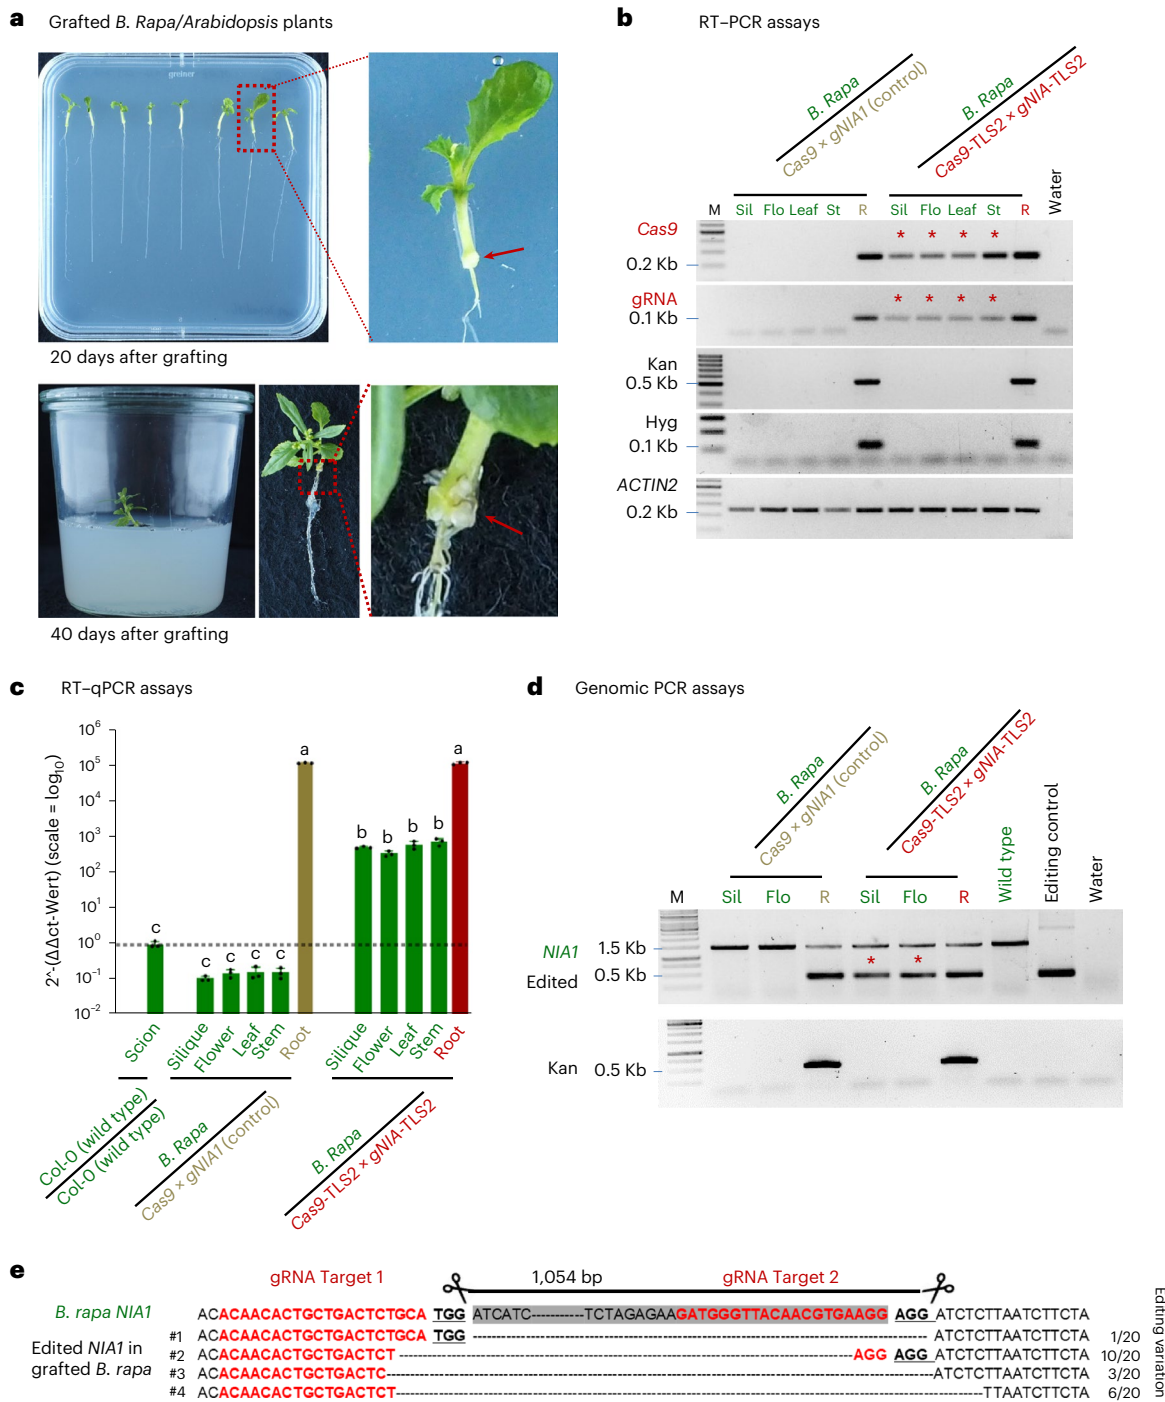 a Grafted B. Rapa/Arabidopsis plants
greiner
20 days after grafting
40 days after grafting
b RT–PCR assays
B. Rapa
Cas9 × gNIA1 (control)
B. Rapa
Cas9-TLS2 × gNIA-TLS2
Water
M Sil Flo Leaf St R Sil Flo Leaf St R
Cas9 * * * *
0.2 Kb
gRNA * * * *
0.1 Kb
Kan
0.5 Kb
Hyg
0.1 Kb
ACTIN2
0.2 Kb
c RT–qPCR assays
2^-(ΔΔct-Wert) (scale = log10)
10^6
10^5
10^4
10^3
10^2
10^1
10^0
10^–1
10^–2
c c c c c a b b b b a
Scion Silique Flower Leaf Stem Root Silique Flower Leaf Stem Root
Col-0 (wild type)
Col-0 (wild type)
B. Rapa
Cas9 × gNIA1 (control)
B. Rapa
Cas9-TLS2 × gNIA-TLS2
d Genomic PCR assays
B. Rapa
Cas9 × gNIA1 (control)
B. Rapa
Cas9-TLS2 × gNIA-TLS2
Wild type
Editing control
Water
M Sil Flo R Sil Flo R
NIA1 1.5 Kb
* *
Edited 0.5 Kb
Kan 0.5 Kb
e
gRNA Target 1 1,054 bp gRNA Target 2
B. rapa NIA1 ACACAACACTGCTGACTCTGCA TGG ATCATC---------TCTAGAGAAGATGGGTTACAACGTGAAGG AGG ATCTCTTAATCTTCTA
Edited NIA1 in grafted B. rapa
#1 ACACAACACTGCTGACTCTGCA TGG ---------- ATCTCTTAATCTTCTA 1/20
#2 ACACAACACTGCTGACTCT ---------- AGG AGG ATCTCTTAATCTTCTA 10/20
#3 ACACAACACTGCTGACTC ---------- ATCTCTTAATCTTCTA 3/20
#4 ACACAACACTGCTGACTCT ---------- TTAATCTTCTA 6/20
Editing variation